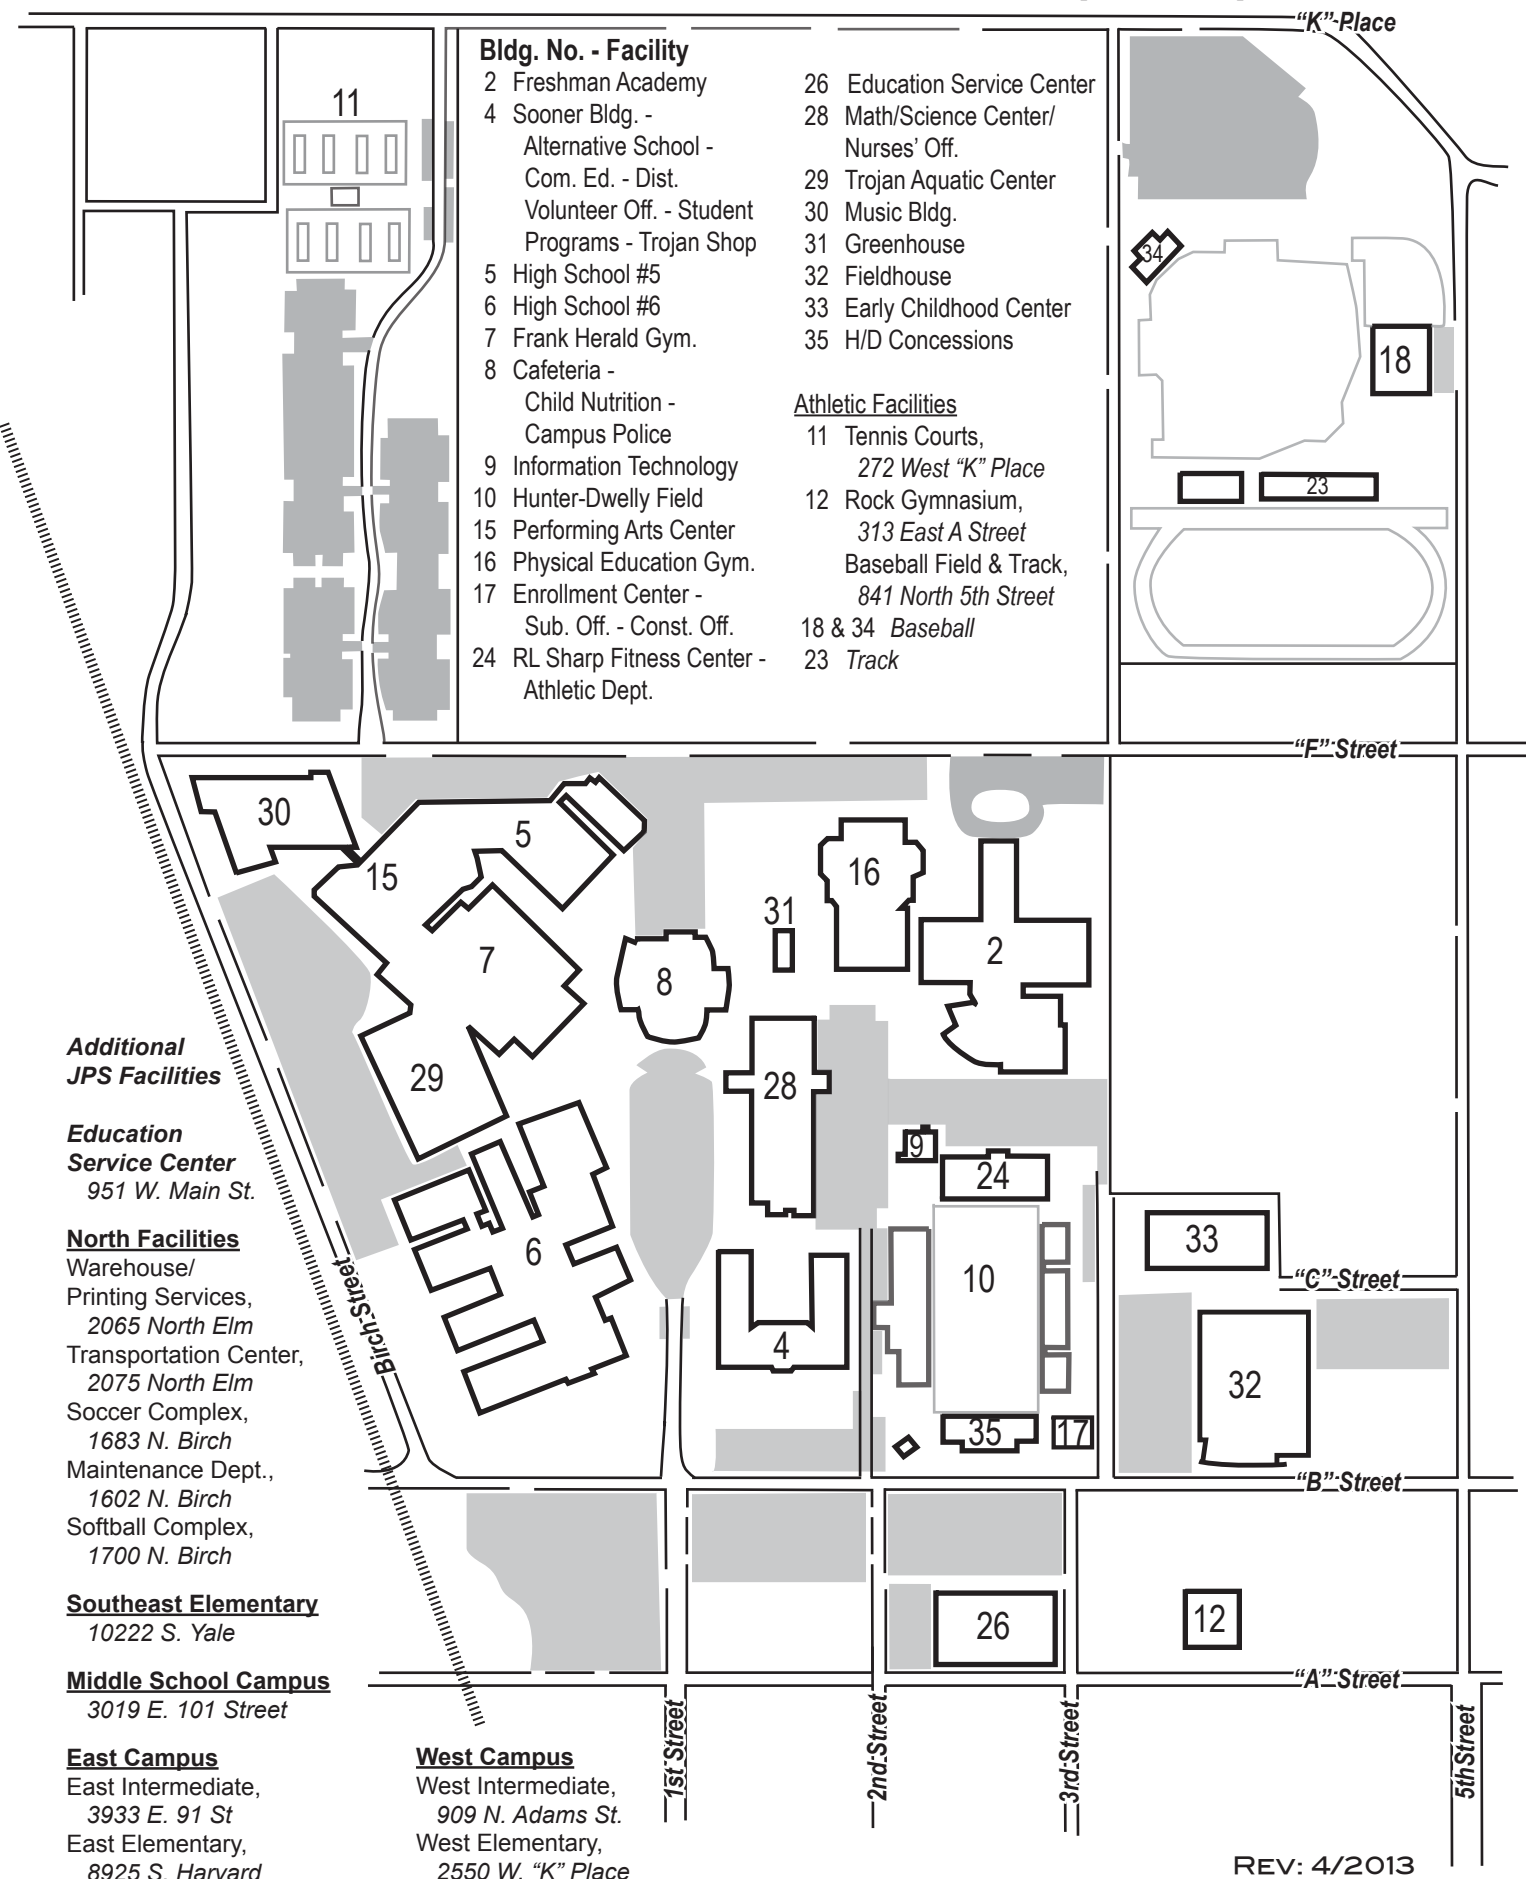 "K" Place
Bldg. No. - Facility
2 Freshman Academy
4 Sooner Bldg. -
Alternative School -
Com. Ed. - Dist.
Volunteer Off. - Student
Programs - Trojan Shop
5 High School #5
6 High School #6
7 Frank Herald Gym.
8 Cafeteria -
Child Nutrition -
Campus Police
9 Information Technology
10 Hunter-Dwelly Field
15 Performing Arts Center
16 Physical Education Gym.
17 Enrollment Center -
Sub. Off. - Const. Off.
24 RL Sharp Fitness Center -
Athletic Dept.
26 Education Service Center
28 Math/Science Center/
Nurses' Off.
29 Trojan Aquatic Center
30 Music Bldg.
31 Greenhouse
32 Fieldhouse
33 Early Childhood Center
35 H/D Concessions
Athletic Facilities
11 Tennis Courts,
272 West "K" Place
12 Rock Gymnasium,
313 East A Street
Baseball Field & Track,
841 North 5th Street
18 & 34 Baseball
23 Track
11
34
18
23
"F" Street
30
5
15
16
31
7
2
8
29
28
9
24
33
6
10
"C" Street
4
32
35
17
Birch Street
"B" Street
26
12
"A" Street
1st Street
2nd Street
3rd Street
5th Street
Additional
JPS Facilities
Education
Service Center
951 W. Main St.
North Facilities
Warehouse/
Printing Services,
2065 North Elm
Transportation Center,
2075 North Elm
Soccer Complex,
1683 N. Birch
Maintenance Dept.,
1602 N. Birch
Softball Complex,
1700 N. Birch
Southeast Elementary
10222 S. Yale
Middle School Campus
3019 E. 101 Street
East Campus
East Intermediate,
3933 E. 91 St
East Elementary,
8925 S. Harvard
West Campus
West Intermediate,
909 N. Adams St.
West Elementary,
2550 W. "K" Place
REV: 4/2013